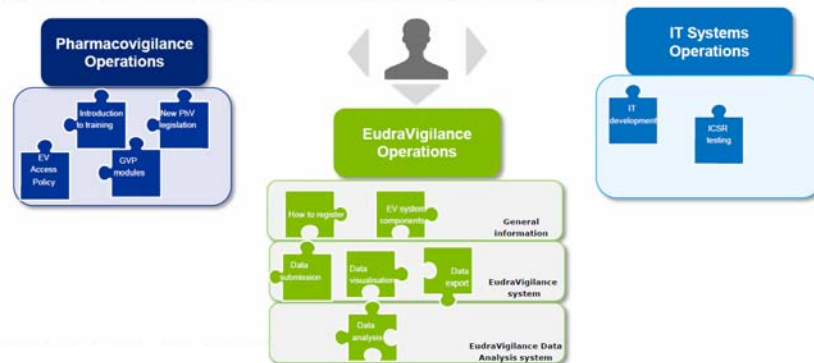 Pharmacovigilance
Operations
Introduction
to training
New PhV
legislation
EV
Access
Policy
GVP
modules
EudraVigilance
Operations
How to register
EV system
components
General
information
Data
submission
Data
visualisation
Data
export
EudraVigilance
system
Data
analysis
EudraVigilance Data
Analysis system
IT Systems
Operations
IT
development
ICSR
testing